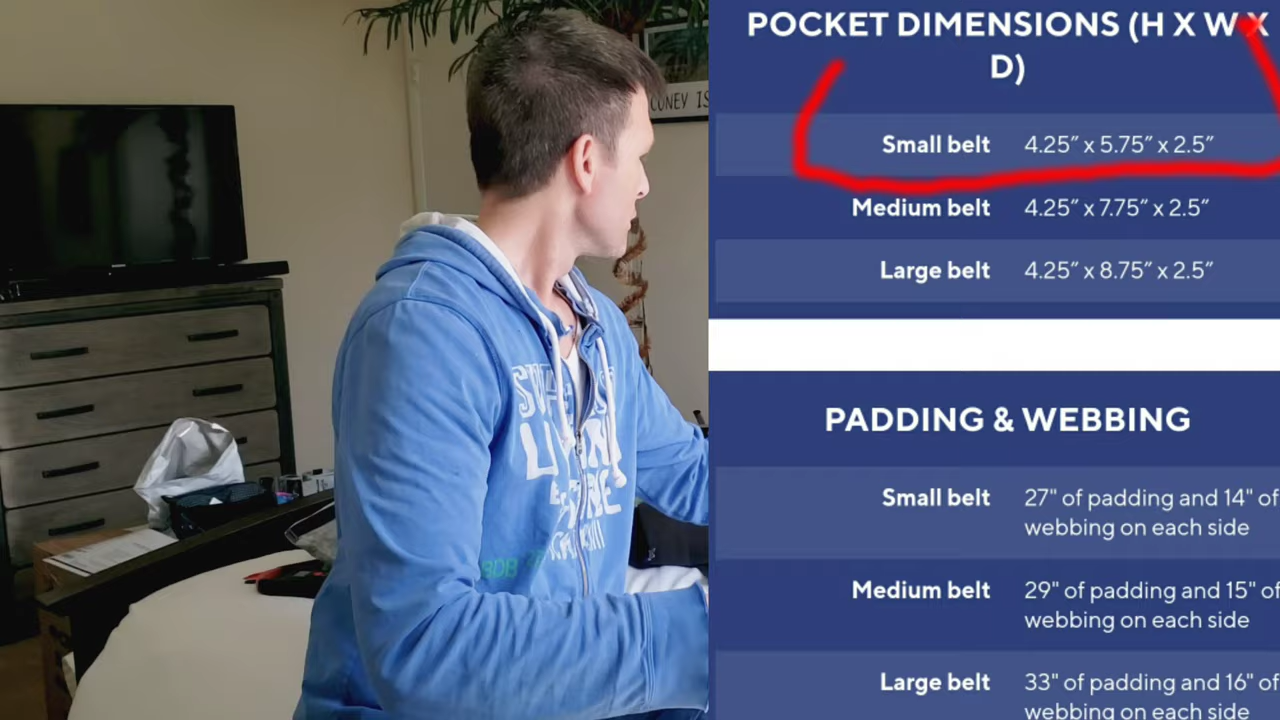 CONEY IS
POCKET DIMENSIONS (H X W X
D)
Small belt 4.25″ x 5.75″ x 2.5″
Medium belt 4.25″ x 7.75″ x 2.5″
Large belt 4.25″ x 8.75″ x 2.5″
PADDING & WEBBING
Small belt 27" of padding and 14" of
webbing on each side
Medium belt 29" of padding and 15" of
webbing on each side
Large belt 33" of padding and 16" of
webbing on each side